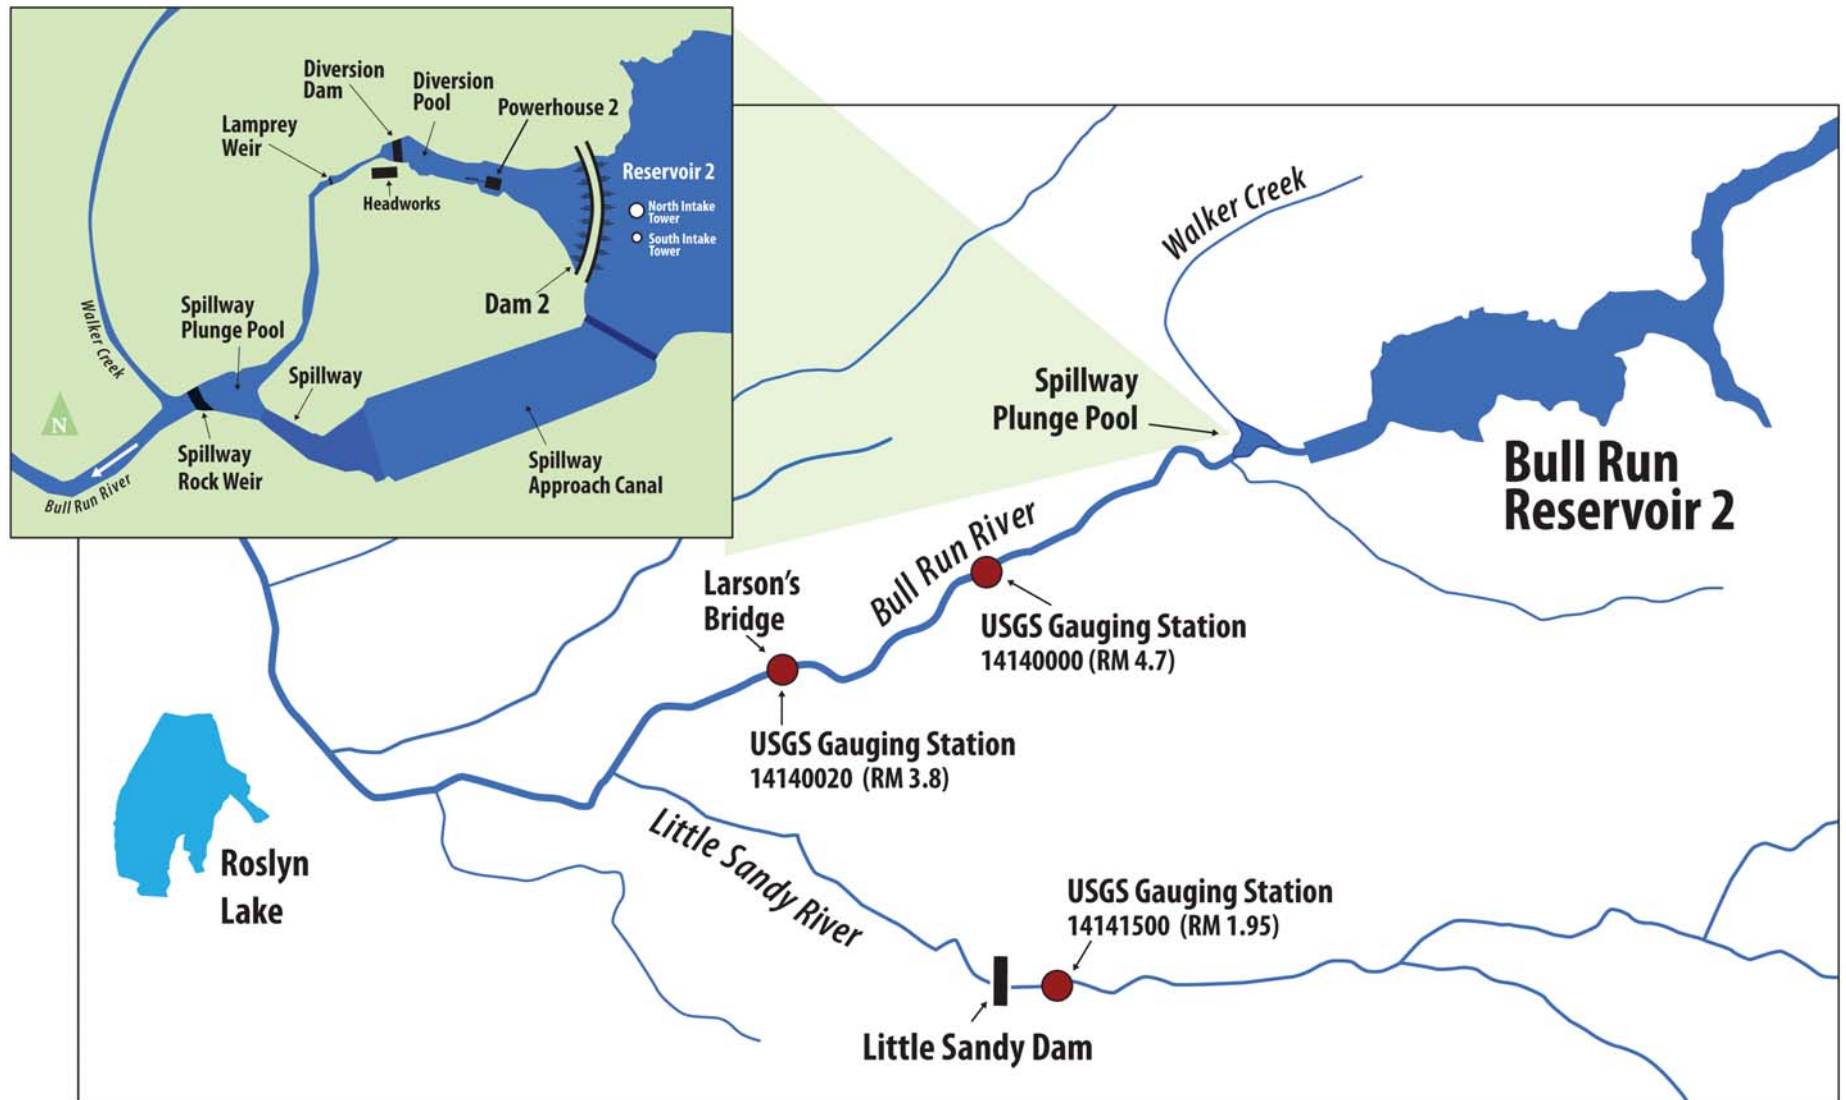 Diversion
Dam
Diversion
Pool
Powerhouse 2
Lamprey
Weir
Headworks
Reservoir 2
North Intake
Tower
South Intake
Tower
Dam 2
Walker Creek
Spillway
Plunge Pool
Spillway
N
Spillway
Rock Weir
Spillway
Approach Canal
Bull Run River
Walker Creek
Spillway
Plunge Pool
Bull Run
Reservoir 2
Bull Run River
Larson's
Bridge
USGS Gauging Station
14140000 (RM 4.7)
USGS Gauging Station
14140020 (RM 3.8)
Little Sandy River
Roslyn
Lake
USGS Gauging Station
14141500 (RM 1.95)
Little Sandy Dam